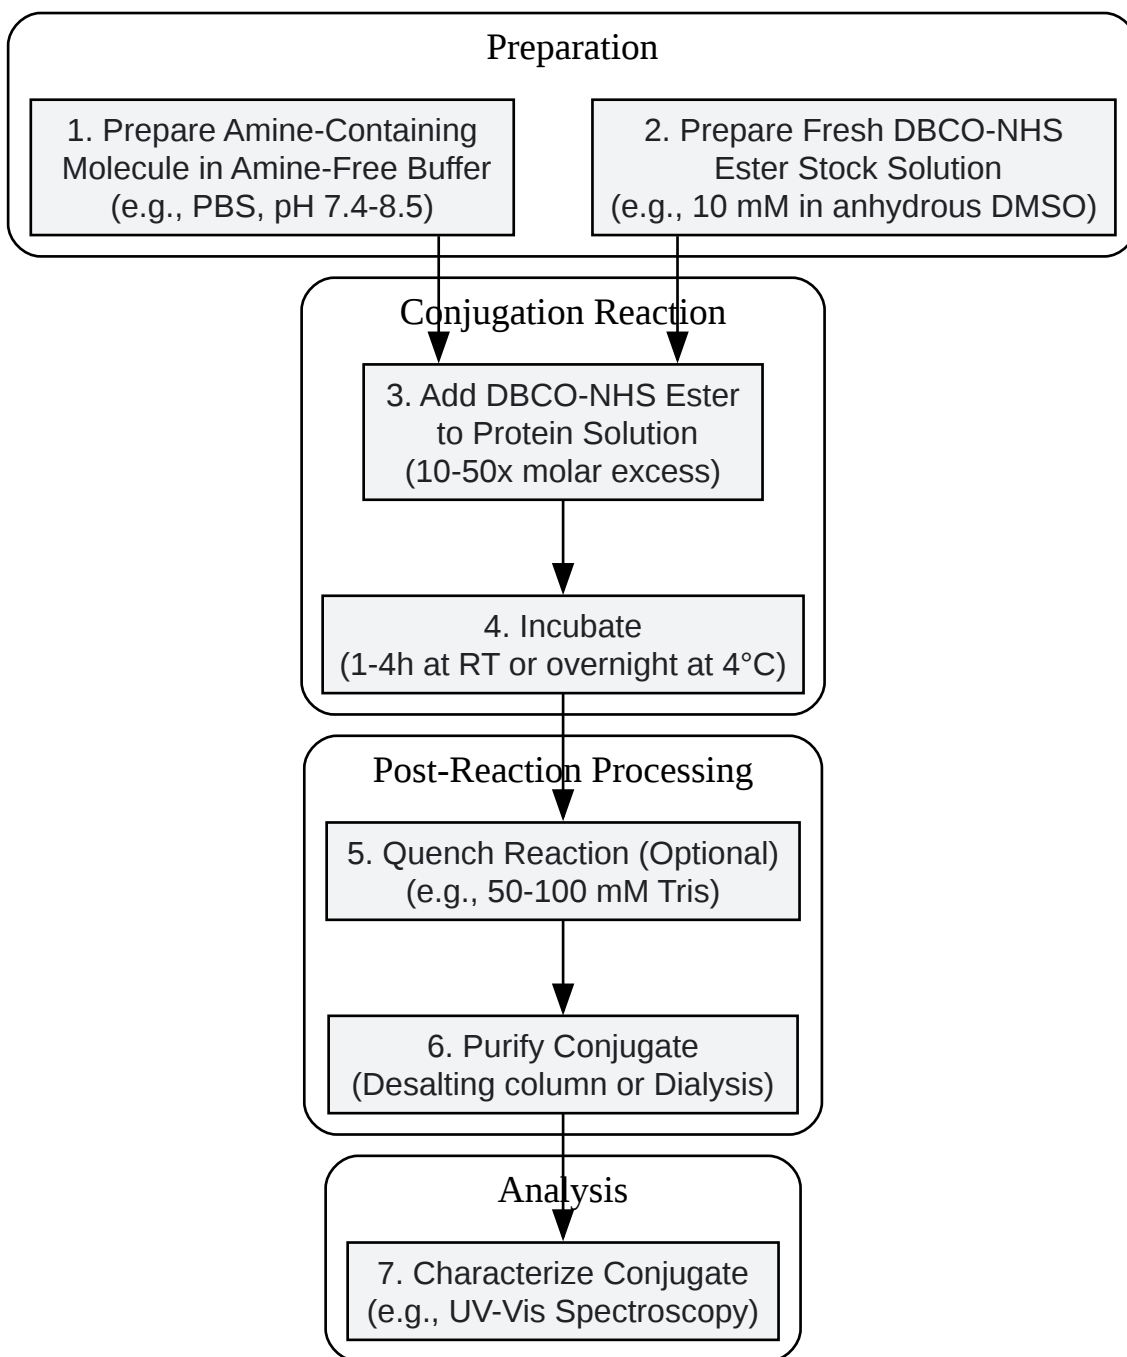 Preparation
1. Prepare Amine-Containing
Molecule in Amine-Free Buffer
(e.g., PBS, pH 7.4-8.5)
2. Prepare Fresh DBCO-NHS
Ester Stock Solution
(e.g., 10 mM in anhydrous DMSO)
Conjugation Reaction
3. Add DBCO-NHS Ester
to Protein Solution
(10-50x molar excess)
4. Incubate
(1-4h at RT or overnight at 4°C)
Post-Reaction Processing
5. Quench Reaction (Optional)
(e.g., 50-100 mM Tris)
6. Purify Conjugate
(Desalting column or Dialysis)
Analysis
7. Characterize Conjugate
(e.g., UV-Vis Spectroscopy)